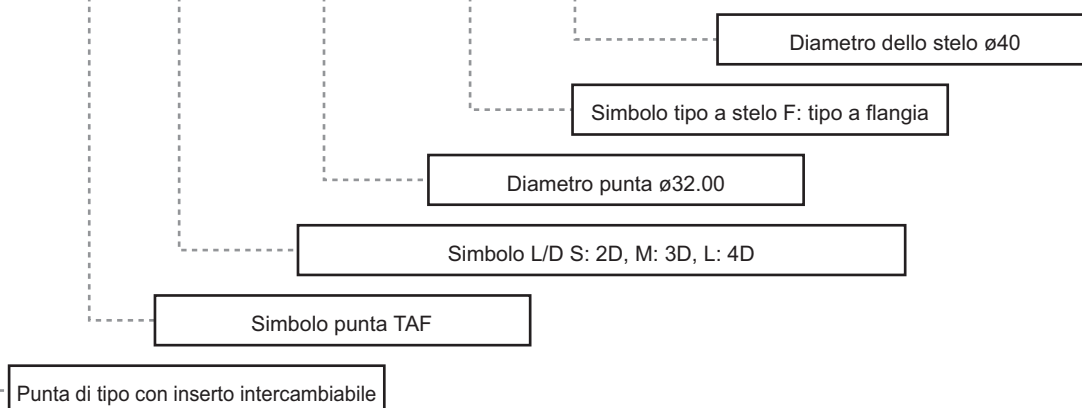 Diametro dello stelo ø40
Simbolo tipo a stelo F: tipo a flangia
Diametro punta ø32.00
Simbolo L/D S: 2D, M: 3D, L: 4D
Simbolo punta TAF
Punta di tipo con inserto intercambiabile